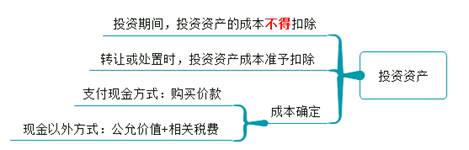 投资期间，投资资产的成本不得扣除
转让或处置时，投资资产成本准予扣除
投资资产
支付现金方式：购买价款
成本确定
现金以外方式：公允价值+相关税费